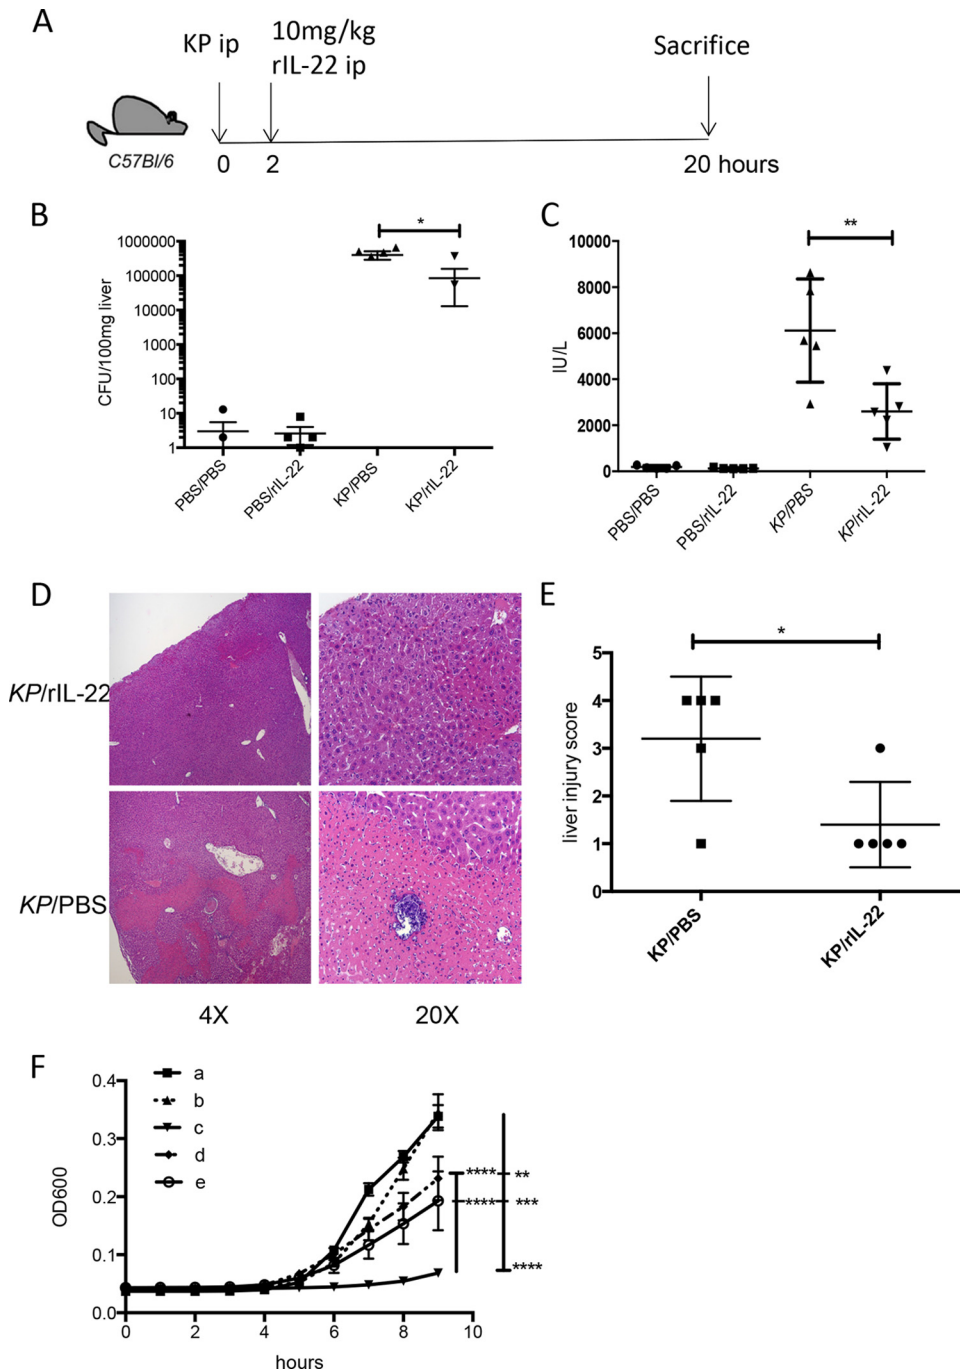 A
KP ip
10mg/kg
rIL-22 ip
Sacrifice
C57Bl/6
0
2
20 hours
B
*
1000000
100000
10000
1000
100
10
1
CFU/100mg liver
PBS/PBS
PBS/rIL-22
KP/PBS
KP/rIL-22
C
**
10000
8000
6000
4000
2000
0
IU/L
PBS/PBS
PBS/rIL-22
KP/PBS
KP/rIL-22
D
KP/rIL-22
KP/PBS
4X
20X
E
*
5
4
3
2
1
0
liver injury score
KP/PBS
KP/rIL-22
F
a
b
c
d
e
0.4
0.3
0.2
0.1
0.0
OD600
0
2
4
6
8
10
hours
****
**
****
***
****